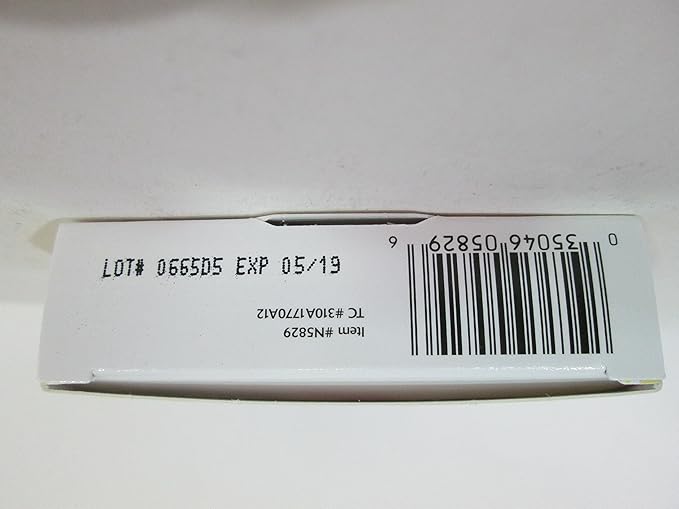 LOT# 0665D5 EXP 05/19
Item #N5829
TC #310A1770A12
0 35046 05829 6